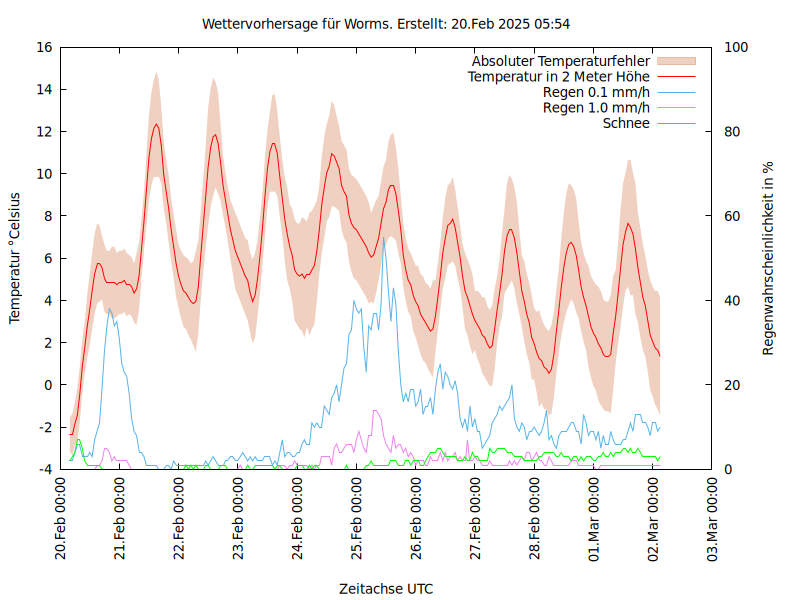 Wettervorhersage für Worms. Erstellt: 20.Feb 2025 05:54
Absoluter Temperaturfehler
Temperatur in 2 Meter Höhe
Regen 0.1 mm/h
Regen 1.0 mm/h
Schnee
Temperatur °Celsius
16
14
12
10
8
6
4
2
0
-2
-4
100
80
60
40
20
0
Regenwahrscheinlichkeit in %
20.Feb 00:00
21.Feb 00:00
22.Feb 00:00
23.Feb 00:00
24.Feb 00:00
25.Feb 00:00
26.Feb 00:00
27.Feb 00:00
28.Feb 00:00
01.Mar 00:00
02.Mar 00:00
03.Mar 00:00
Zeitachse UTC